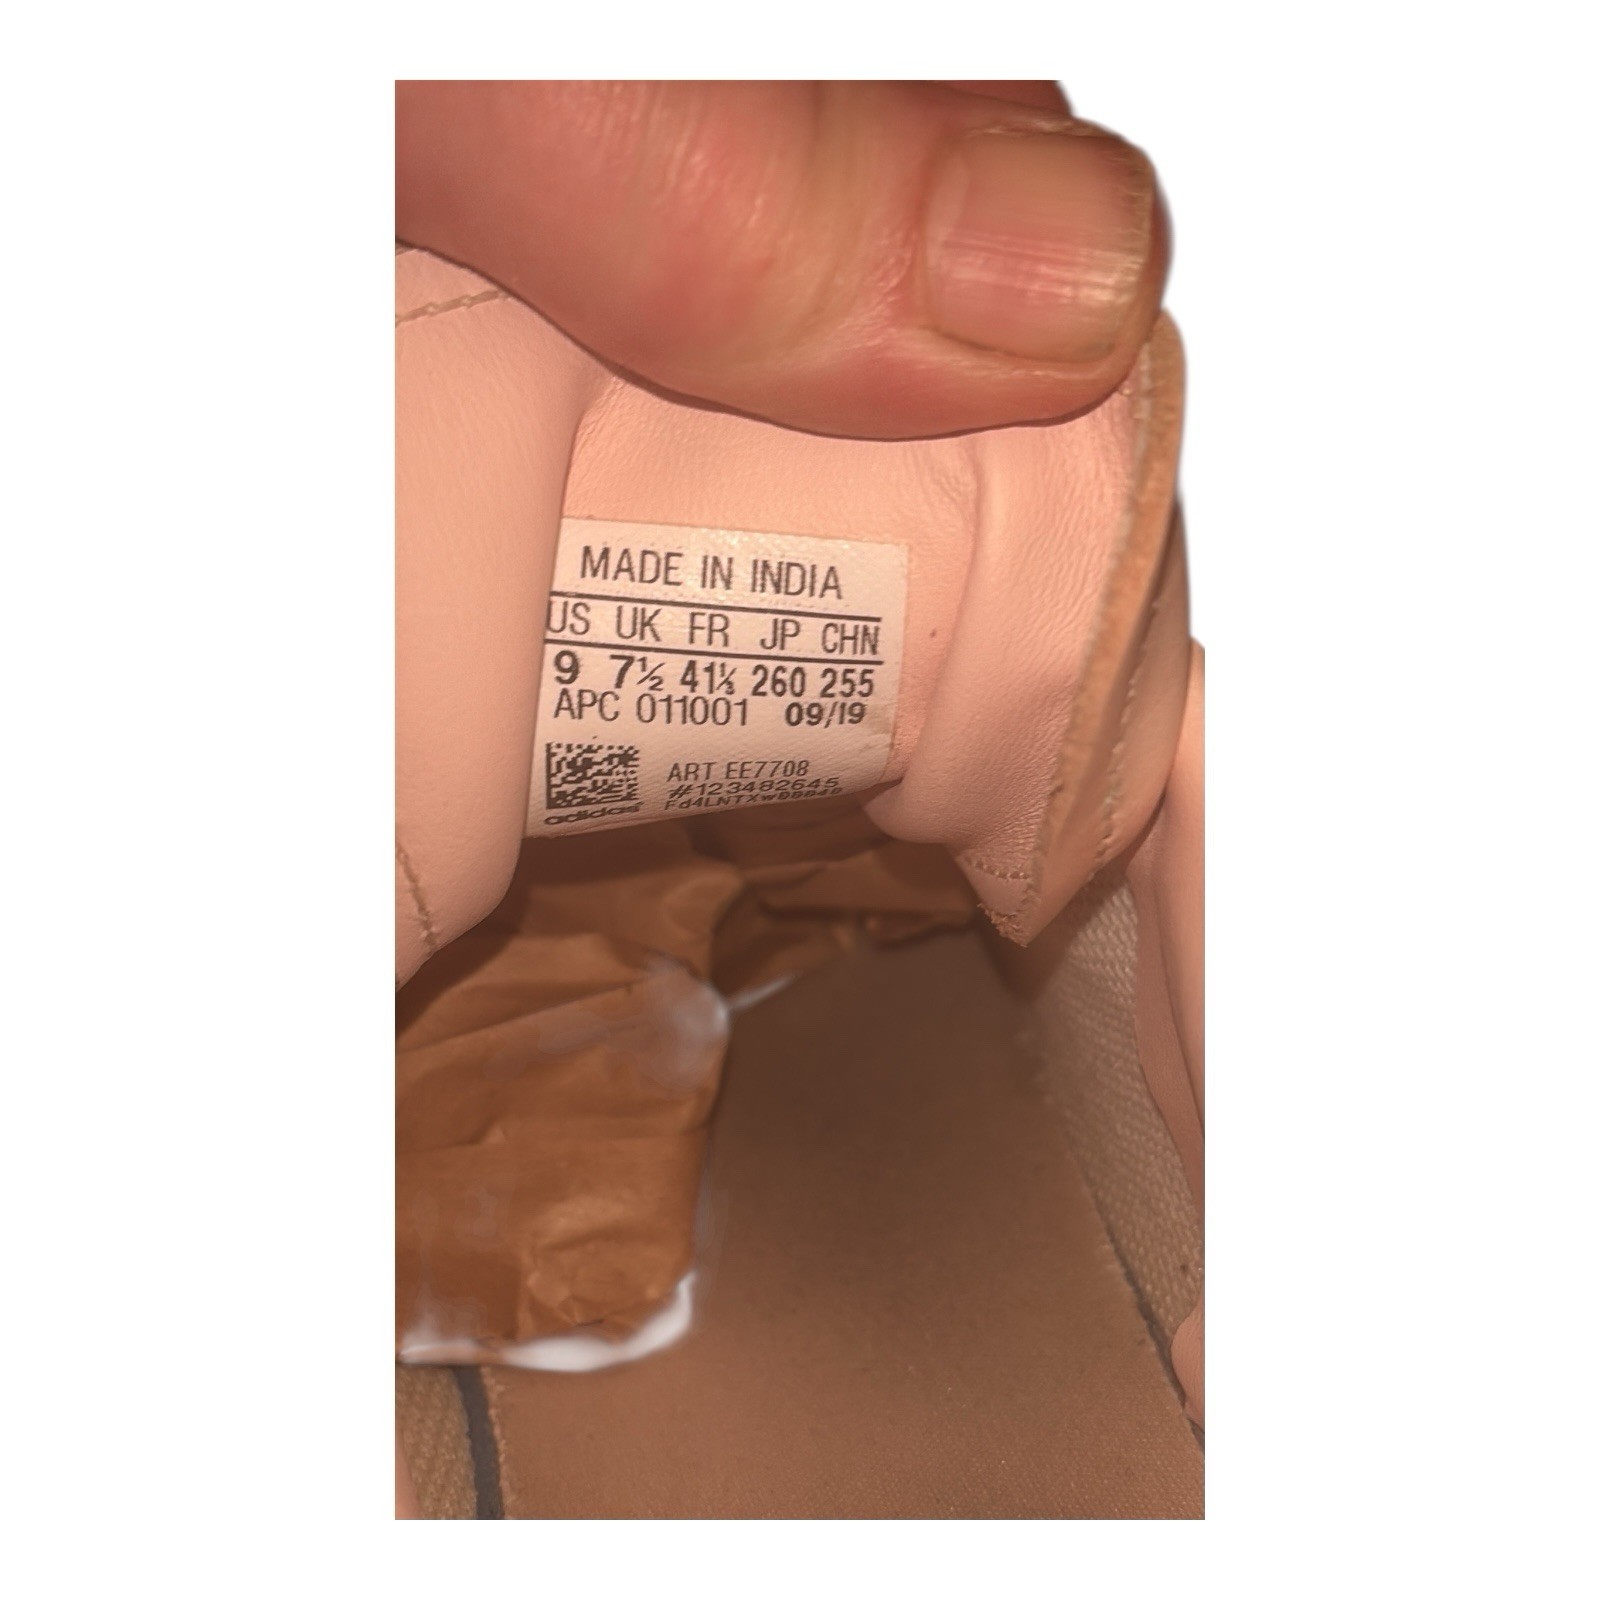 MADE IN INDIA
US UK FR JP CHN
9 7½ 41⅓ 260 255
APC 011001 09/19
ART EE7708
#123482645
adidas